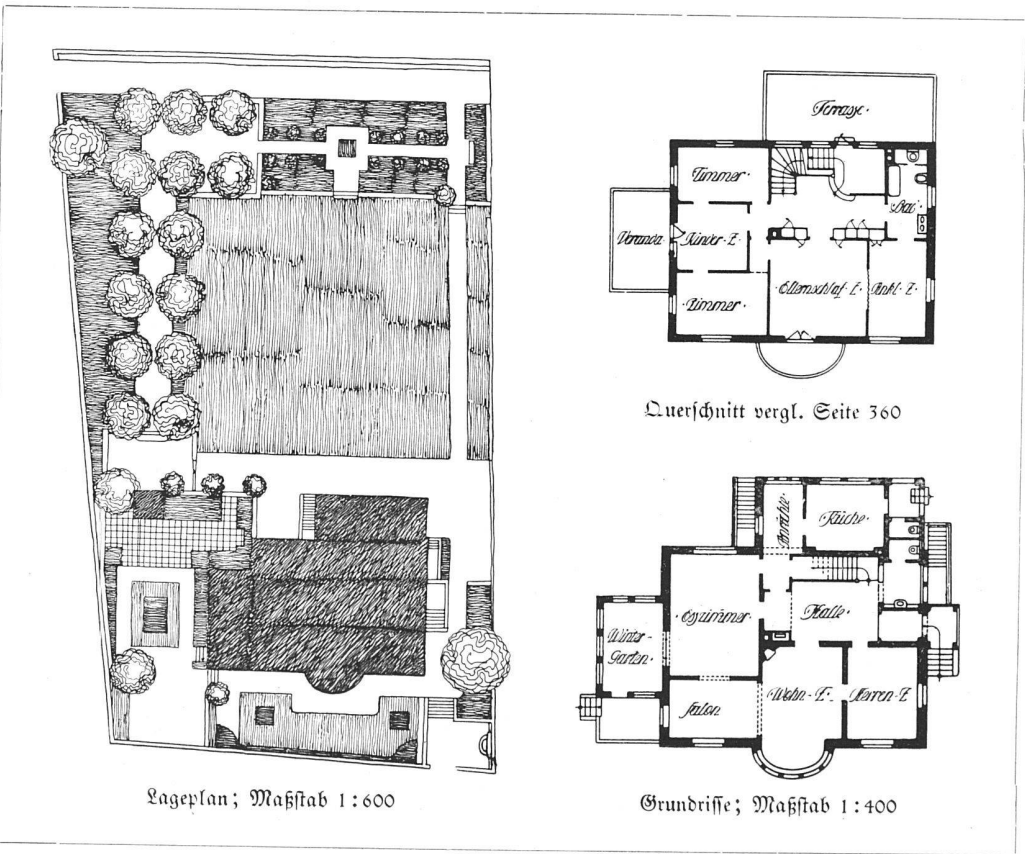 Terrasse.
Zimmer.
Bad.
Veranda
Kinder-Z.
Zimmer
Elternschlaf-Z.
Ankl-Z.
Querschnitt vergl. Seite 360
Anrichte
Küche.
Esszimmer
Halle
Winter-
Garten.
Salon
Wohn-Z.
Herren-Z
Lageplan; Maßstab 1:600
Grundrisse; Maßstab 1:400